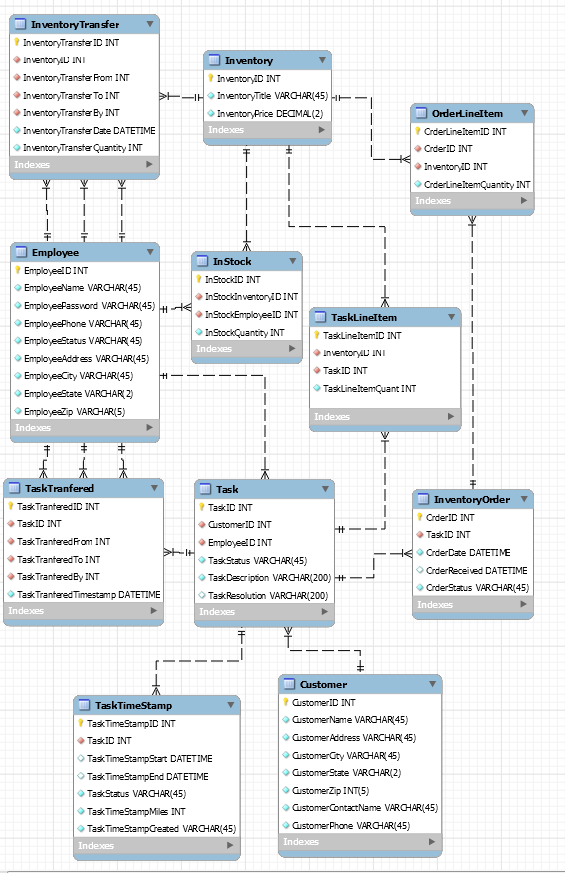 InventoryTransfer
InventoryTransferID INT
InventoryID INT
InventoryTransferFrom INT
InventoryTransferTo INT
InventoryTransferBy INT
InventoryTransferDate DATETIME
InventoryTransferQuantity INT
Indexes
Inventory
InventoryID INT
InventoryTitle VARCHAR(45)
InventoryPrice DECIMAL(2)
Indexes
OrderLineItem
OrderLineItemID INT
OrderID INT
InventoryID INT
OrderLineItemQuantity INT
Indexes
Employee
EmployeeID INT
EmployeeName VARCHAR(45)
EmployeePassword VARCHAR(45)
EmployeePhone VARCHAR(45)
EmployeeStatus VARCHAR(45)
EmployeeAddress VARCHAR(45)
EmployeeCity VARCHAR(45)
EmployeeState VARCHAR(2)
EmployeeZip VARCHAR(5)
Indexes
InStock
InStockID INT
InStockInventoryID INT
InStockEmployeeID INT
InStockQuantity INT
Indexes
TaskLineItem
TaskLineItemID INT
InventoryID INT
TaskID INT
TaskLineItemQuant INT
Indexes
TaskTranfered
TaskTranferedID INT
TaskID INT
TaskTranferedFrom INT
TaskTranferedTo INT
TaskTranferedBy INT
TaskTranferedTimestamp DATETIME
Indexes
Task
TaskID INT
CustomerID INT
EmployeeID INT
TaskStatus VARCHAR(45)
TaskDescription VARCHAR(200)
TaskResolution VARCHAR(200)
Indexes
InventoryOrder
OrderID INT
TaskID INT
OrderDate DATETIME
OrderReceived DATETIME
OrderStatus VARCHAR(45)
Indexes
TaskTimeStamp
TaskTimeStampID INT
TaskID INT
TaskTimeStampStart DATETIME
TaskTimeStampEnd DATETIME
TaskStatus VARCHAR(45)
TaskTimeStampMiles INT
TaskTimeStampCreated VARCHAR(45)
Indexes
Customer
CustomerID INT
CustomerName VARCHAR(45)
CustomerAddress VARCHAR(45)
CustomerCity VARCHAR(45)
CustomerState VARCHAR(2)
CustomerZip INT(5)
CustomerContactName VARCHAR(45)
CustomerPhone VARCHAR(45)
Indexes